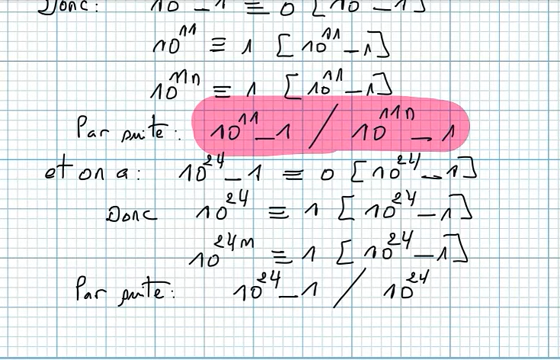 Donc: 10¹¹ - 1 ≡ 0 [10¹¹ - 1]
10¹¹ ≡ 1 [10¹¹ - 1]
10¹¹ⁿ ≡ 1 [10¹¹ - 1]
Par suite: 10¹¹ - 1 / 10¹¹ⁿ - 1
et on a: 10²⁴ - 1 ≡ 0 [10²⁴ - 1]
Donc 10²⁴ ≡ 1 [10²⁴ - 1]
10²⁴ᵐ ≡ 1 [10²⁴ - 1]
Par suite: 10²⁴ - 1 / 10²⁴